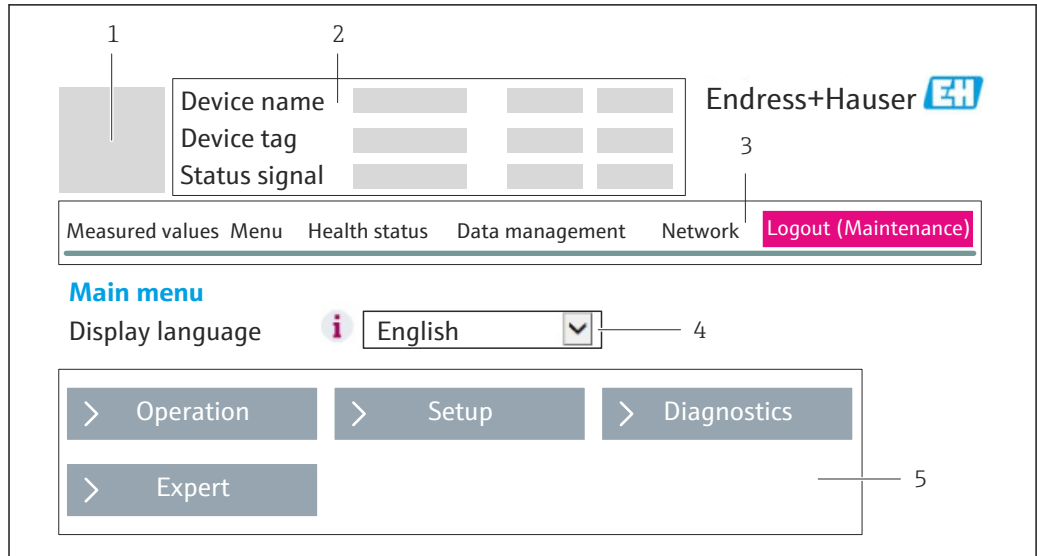 1
2
Device name
Endress+Hauser EH
Device tag
3
Status signal
Measured values Menu Health status Data management Network Logout (Maintenance)
Main menu
Display language i English
4
> Operation > Setup > Diagnostics
> Expert
5